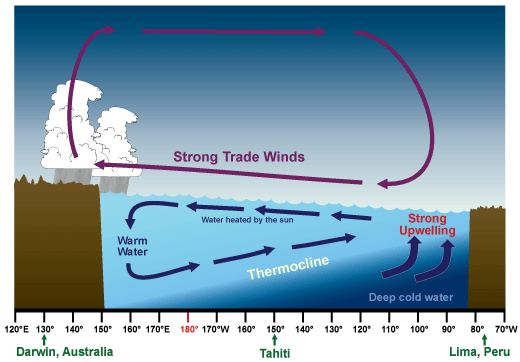 Strong Trade Winds
Water heated by the sun
Strong
Upwelling
Warm
Water
Thermocline
Deep cold water
120°E 130° 140° 150° 160° 170°E 180° 170°W 160° 150° 140° 130° 120° 110° 100° 90° 80° 70°W
Darwin, Australia Tahiti Lima, Peru